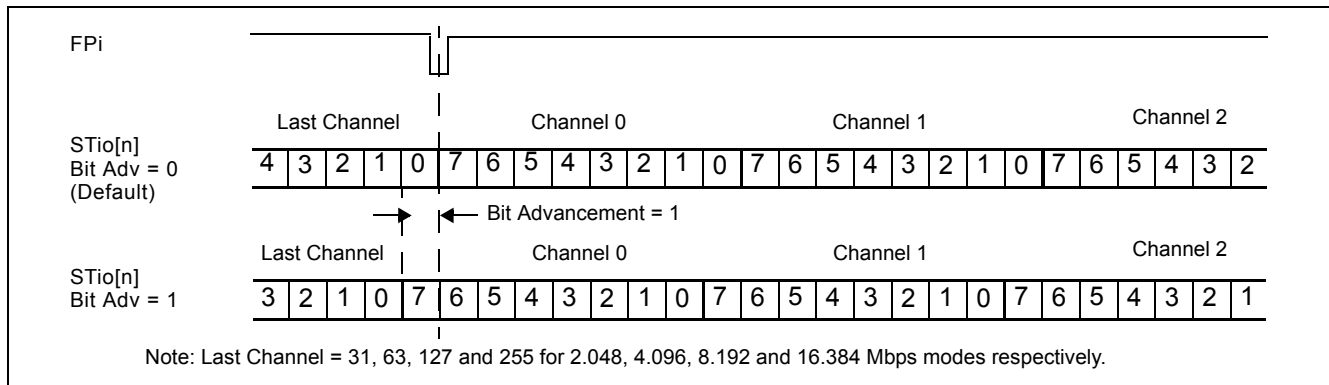 FPi
Last Channel Channel 0 Channel 1 Channel 2
STio[n]
Bit Adv = 0
(Default)
4 3 2 1 0 7 6 5 4 3 2 1 0 7 6 5 4 3 2 1 0 7 6 5 4 3 2
Bit Advancement = 1
Last Channel Channel 0 Channel 1 Channel 2
STio[n]
Bit Adv = 1
3 2 1 0 7 6 5 4 3 2 1 0 7 6 5 4 3 2 1 0 7 6 5 4 3 2 1
Note: Last Channel = 31, 63, 127 and 255 for 2.048, 4.096, 8.192 and 16.384 Mbps modes respectively.